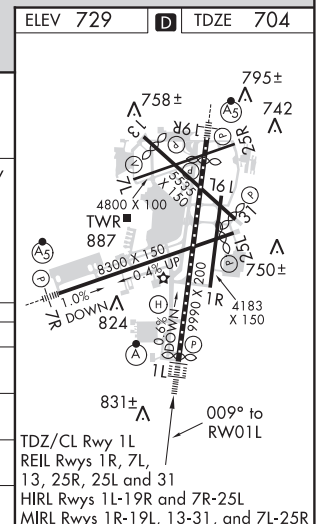 ELEV 729 D TDZE 704
795±
A5
758±
742
13
19R
25R
P
P
V
7L
5535 X 150
P
4800 X 100
19L
P
31
TWR 887
A5
25L
P
8300 X 150
0.4% UP
P
750±
H
1R
4183 X 150
1.0% DOWN
7R
824
9990 X 200
0.6% DOWN
A
1L
P
831±
009° to RW01L
TDZ/CL Rwy 1L
REIL Rwys 1R, 7L,
13, 25R, 25L and 31
HIRL Rwys 1L-19R and 7R-25L
MIRL Rwys 1R-19L, 13-31, and 7L-25R